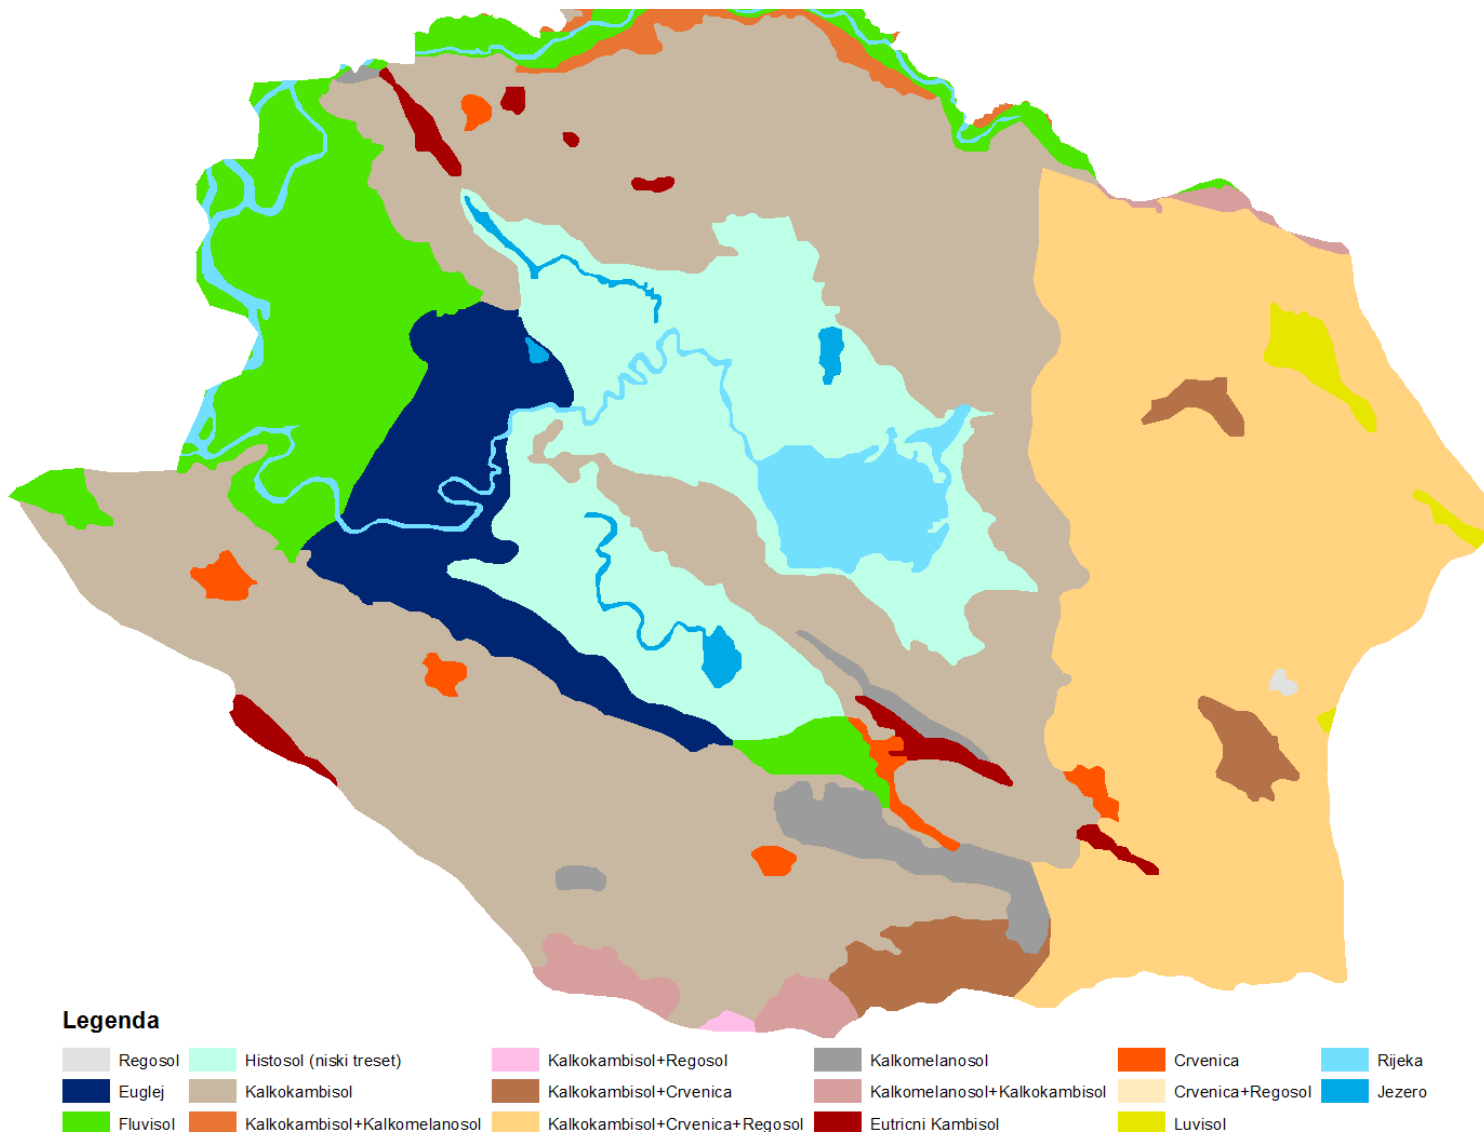 Legenda
Regosol
Histosol (niski treset)
Kalkokambisol+Regosol
Kalkomelanosol
Crvenica
Rijeka
Euglej
Kalkokambisol
Kalkokambisol+Crvenica
Kalkomelanosol+Kalkokambisol
Crvenica+Regosol
Jezero
Fluvisol
Kalkokambisol+Kalkomelanosol
Kalkokambisol+Crvenica+Regosol
Eutricni Kambisol
Luvisol